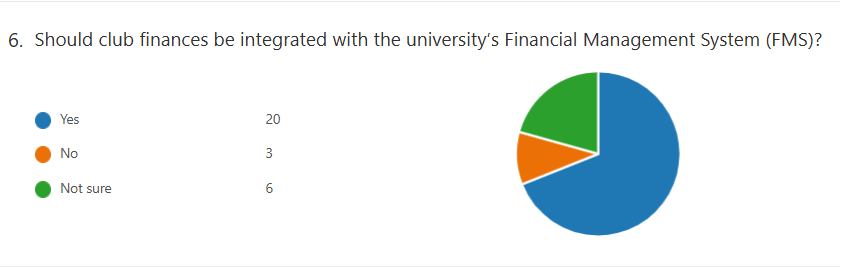 6. Should club finances be integrated with the university's Financial Management System (FMS)?
Yes 20
No 3
Not sure 6